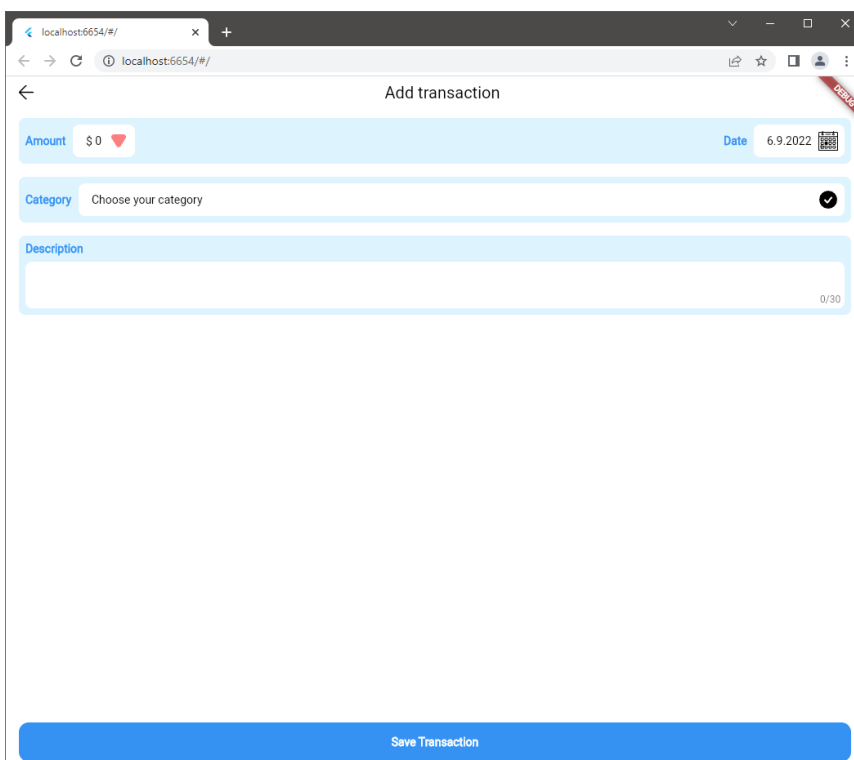 localhost:6654/#/
localhost:6654/#/
Add transaction
DEBUG
Amount $ 0 Date 6.9.2022
Category Choose your category
Description
0/30
Save Transaction